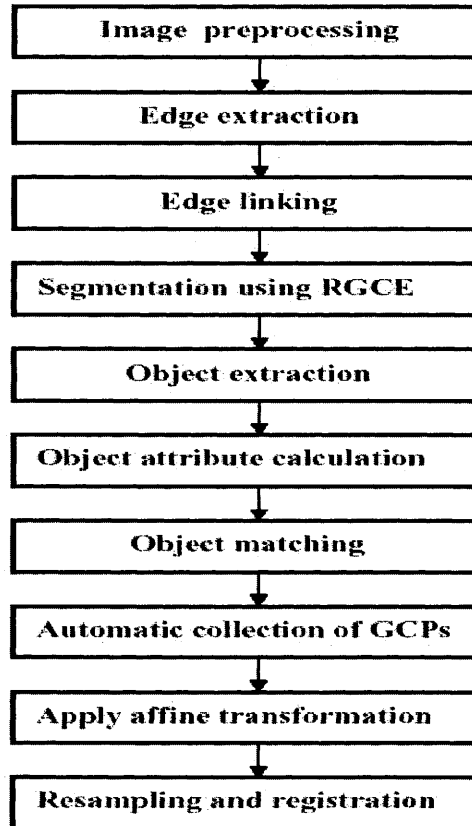 Image preprocessing
Edge extraction
Edge linking
Segmentation using RGCE
Object extraction
Object attribute calculation
Object matching
Automatic collection of GCPs
Apply affine transformation
Resampling and registration